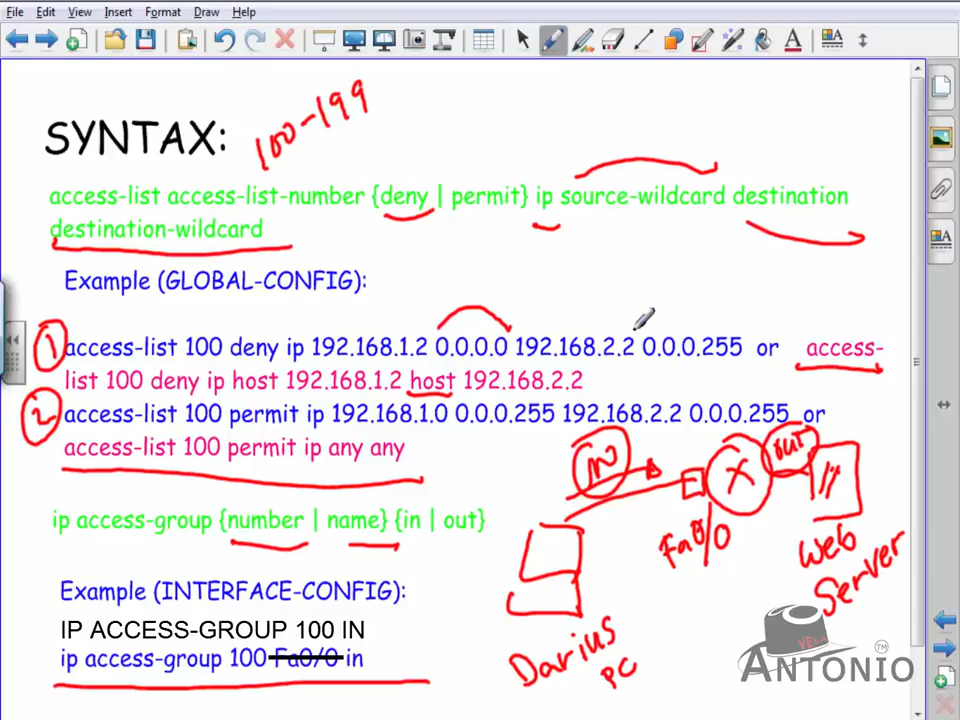 File Edit View Insert Format Draw Help
SYNTAX:
100-199
access-list access-list-number {deny | permit} ip source-wildcard destination
destination-wildcard
Example (GLOBAL-CONFIG):
1 access-list 100 deny ip 192.168.1.2 0.0.0.0 192.168.2.2 0.0.0.255 or access-
list 100 deny ip host 192.168.1.2 host 192.168.2.2
2 access-list 100 permit ip 192.168.1.0 0.0.0.255 192.168.2.2 0.0.0.255 or
access-list 100 permit ip any any
IN
X
OUT
ip access-group {number | name} {in | out}
Fa0/0
Web
Server
Example (INTERFACE-CONFIG):
IP ACCESS-GROUP 100 IN
ip access-group 100 Fa0/0 in
Darius
PC
ANTONIO
TM